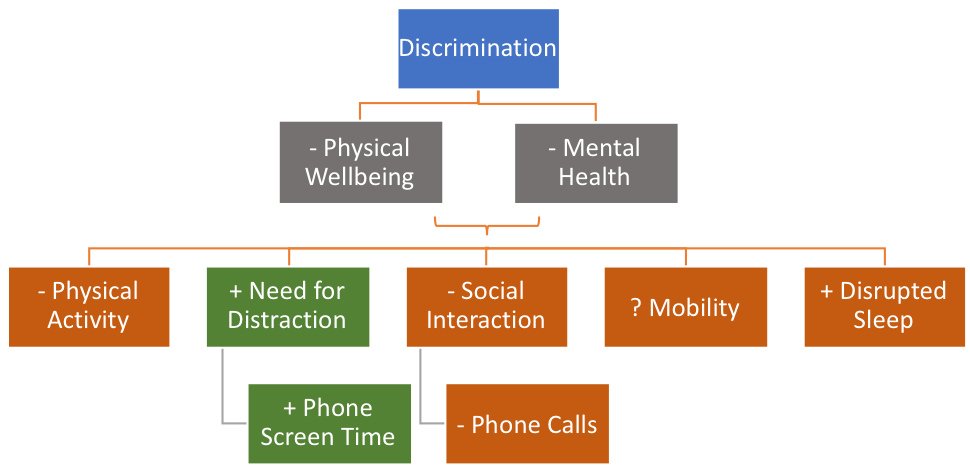 Discrimination
- Physical
Wellbeing
- Mental
Health
- Physical
Activity
+ Need for
Distraction
- Social
Interaction
? Mobility
+ Disrupted
Sleep
+ Phone
Screen Time
- Phone Calls